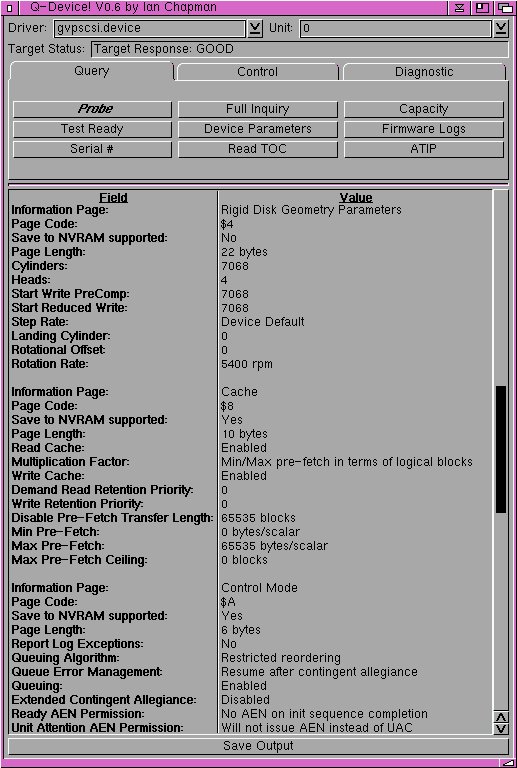 Q-Device! V0.6 by Ian Chapman
Driver: gvpscsi.device Unit: 0
Target Status: Target Response: GOOD
Query Control Diagnostic
Probe Full Inquiry Capacity
Test Ready Device Parameters Firmware Logs
Serial # Read TOC ATIP
Field Value
Information Page: Rigid Disk Geometry Parameters
Page Code: $4
Save to NVRAM supported: No
Page Length: 22 bytes
Cylinders: 7068
Heads: 4
Start Write PreComp: 7068
Start Reduced Write: 7068
Step Rate: Device Default
Landing Cylinder: 0
Rotational Offset: 0
Rotation Rate: 5400 rpm
Information Page: Cache
Page Code: $8
Save to NVRAM supported: Yes
Page Length: 10 bytes
Read Cache: Enabled
Multiplication Factor: Min/Max pre-fetch in terms of logical blocks
Write Cache: Enabled
Demand Read Retention Priority: 0
Write Retention Priority: 0
Disable Pre-Fetch Transfer Length: 65535 blocks
Min Pre-Fetch: 0 bytes/scalar
Max Pre-Fetch: 65535 bytes/scalar
Max Pre-Fetch Ceiling: 0 blocks
Information Page: Control Mode
Page Code: $A
Save to NVRAM supported: Yes
Page Length: 6 bytes
Report Log Exceptions: No
Queuing Algorithm: Restricted reordering
Queue Error Management: Resume after contingent allegiance
Queuing: Enabled
Extended Contingent Allegiance: Disabled
Ready AEN Permission: No AEN on init sequence completion
Unit Attention AEN Permission: Will not issue AEN instead of UAC
Save Output